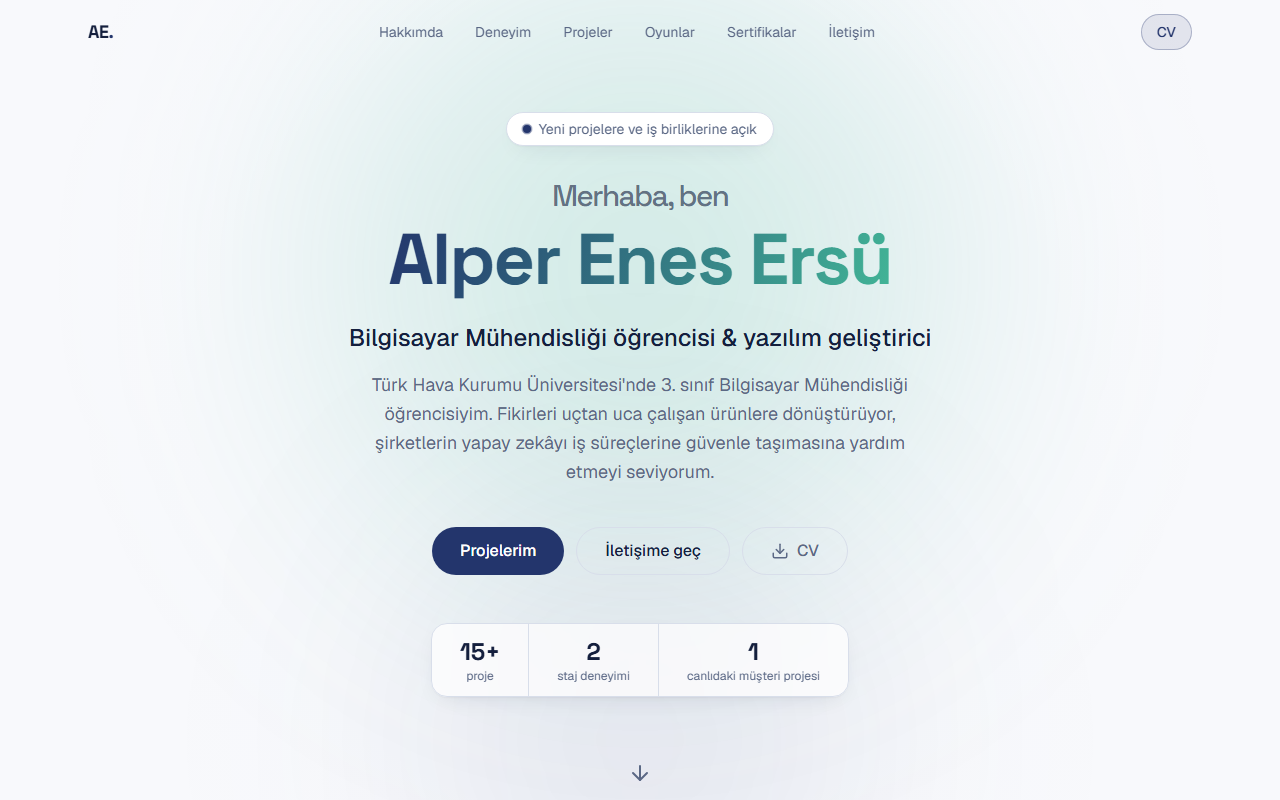 AE.
Hakkımda
Deneyim
Projeler
Oyunlar
Sertifikalar
İletişim
CV
Yeni projelere ve iş birliklerine açık
Merhaba, ben
Alper Enes Ersü
Bilgisayar Mühendisliği öğrencisi & yazılım geliştirici
Türk Hava Kurumu Üniversitesi'nde 3. sınıf Bilgisayar Mühendisliği
öğrencisiyim. Fikirleri uçtan uca çalışan ürünlere dönüştürüyor,
şirketlerin yapay zekâyı iş süreçlerine güvenle taşımasına yardım
etmeyi seviyorum.
Projelerim
İletişime geç
CV
15+
proje
2
staj deneyimi
1
canlıdaki müşteri projesi